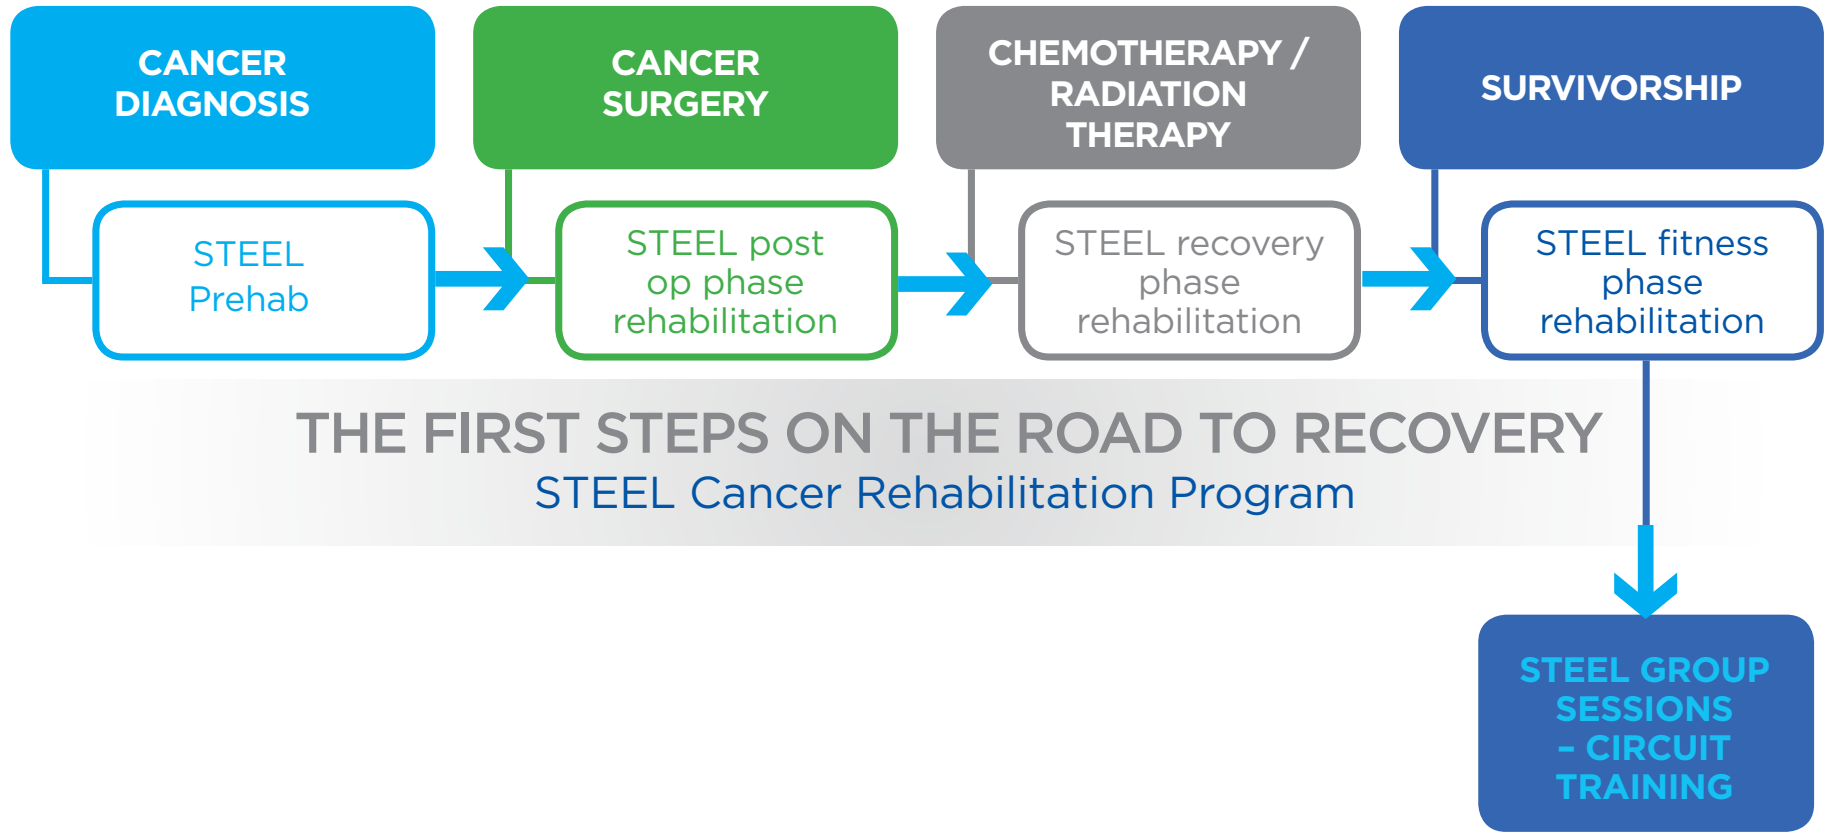 CANCER
DIAGNOSIS
CANCER
SURGERY
CHEMOTHERAPY /
RADIATION
THERAPY
SURVIVORSHIP
STEEL
Prehab
STEEL post
op phase
rehabilitation
STEEL recovery
phase
rehabilitation
STEEL fitness
phase
rehabilitation
THE FIRST STEPS ON THE ROAD TO RECOVERY
STEEL Cancer Rehabilitation Program
STEEL GROUP
SESSIONS
– CIRCUIT
TRAINING